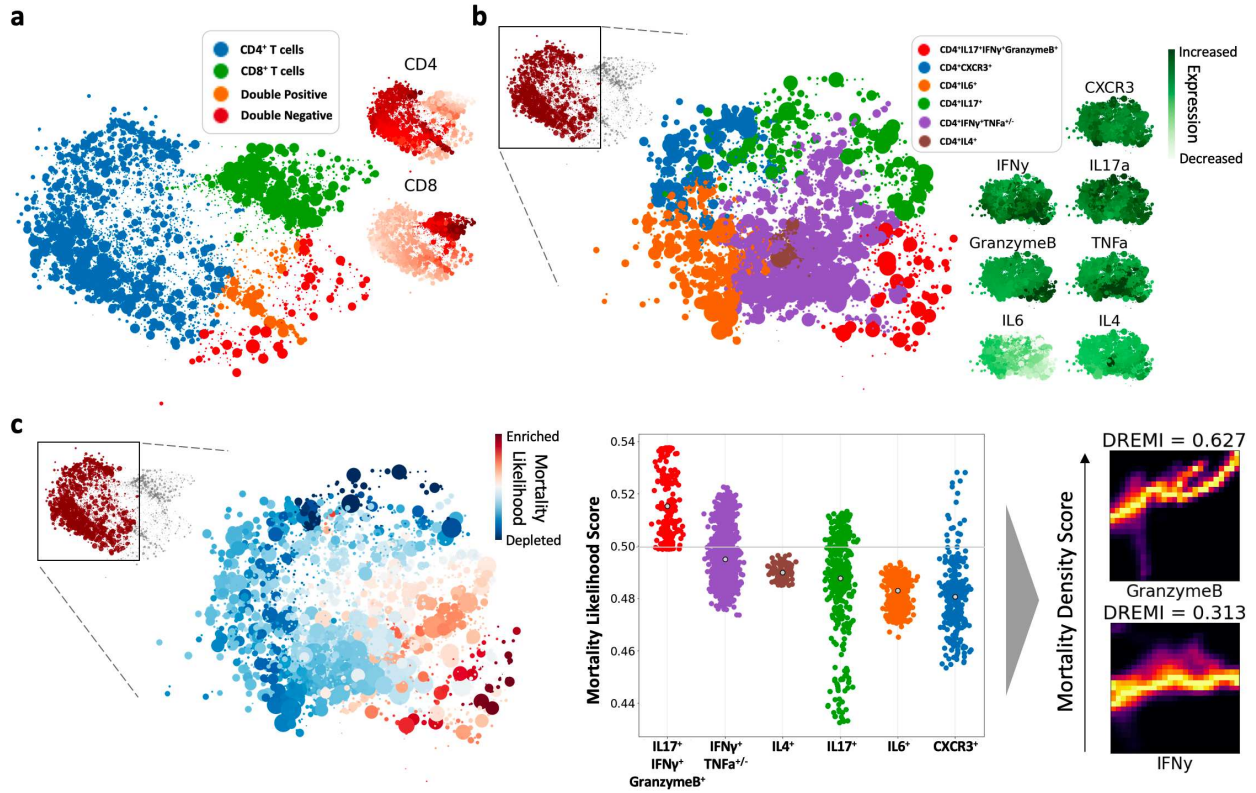 a
CD4⁺ T cells
CD8⁺ T cells
Double Positive
Double Negative
CD4
CD8
b
CD4⁺IL17⁺IFNγ⁺GranzymeB⁺
CD4⁺CXCR3⁺
CD4⁺IL6⁺
CD4⁺IL17⁺
CD4⁺IFNγ⁺TNFa⁺/⁻
CD4⁺IL4⁺
Increased
Expression
Decreased
CXCR3
IFNy
IL17a
GranzymeB
TNFa
IL6
IL4
c
Enriched
Mortality
Likelihood
Depleted
Mortality Likelihood Score
0.54
0.52
0.50
0.48
0.46
0.44
IL17⁺
IFNγ⁺
GranzymeB⁺
IFNγ⁺
TNFa⁺/⁻
IL4⁺
IL17⁺
IL6⁺
CXCR3⁺
Mortality Density Score
DREMI = 0.627
GranzymeB
DREMI = 0.313
IFNy